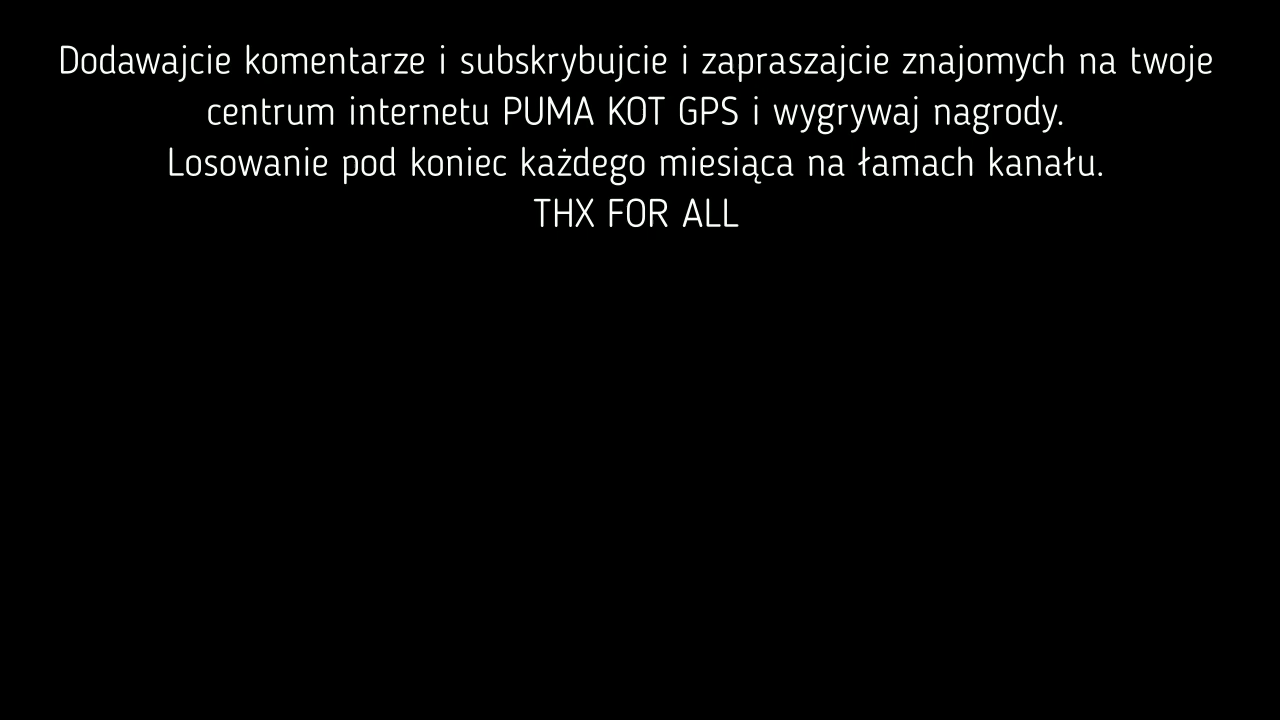 Dodawajcie komentarze i subskrybujcie i zapraszajcie znajomych na twoje
centrum internetu PUMA KOT GPS i wygrywaj nagrody.
Losowanie pod koniec każdego miesiąca na łamach kanału.
THX FOR ALL